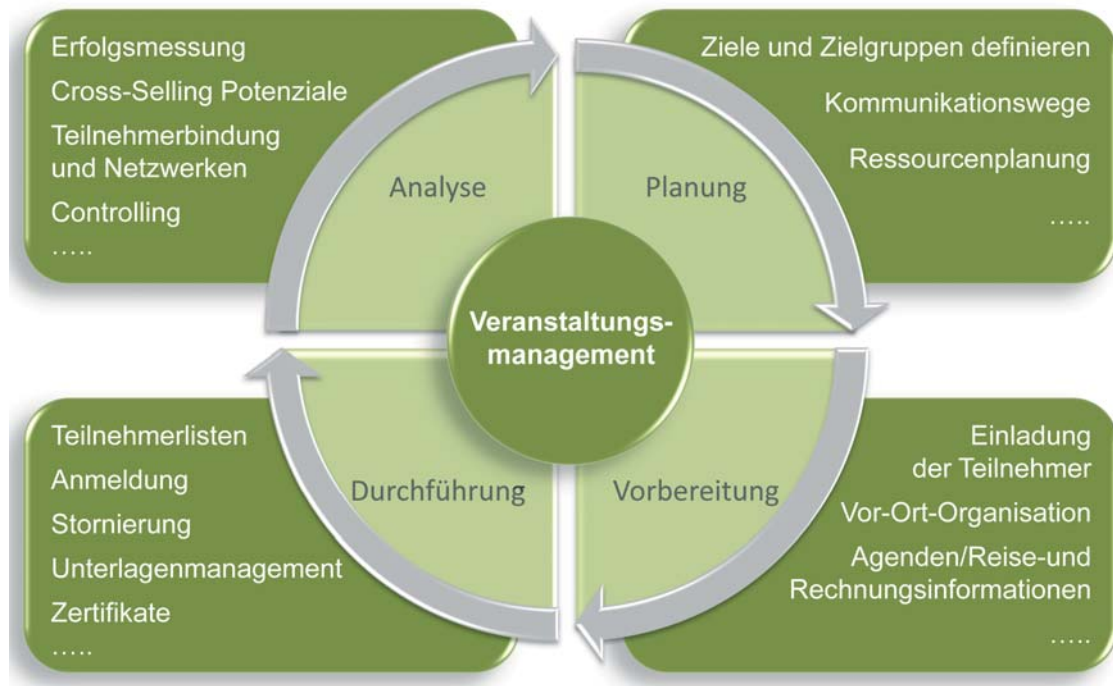 Erfolgsmessung
Cross-Selling Potenziale
Teilnehmerbindung
und Netzwerken
Controlling
.....
Ziele und Zielgruppen definieren
Kommunikationswege
Ressourcenplanung
.....
Analyse
Planung
Veranstaltungs-
management
Durchführung
Vorbereitung
Teilnehmerlisten
Anmeldung
Stornierung
Unterlagenmanagement
Zertifikate
.....
Einladung
der Teilnehmer
Vor-Ort-Organisation
Agenden/Reise-und
Rechnungsinformationen
.....